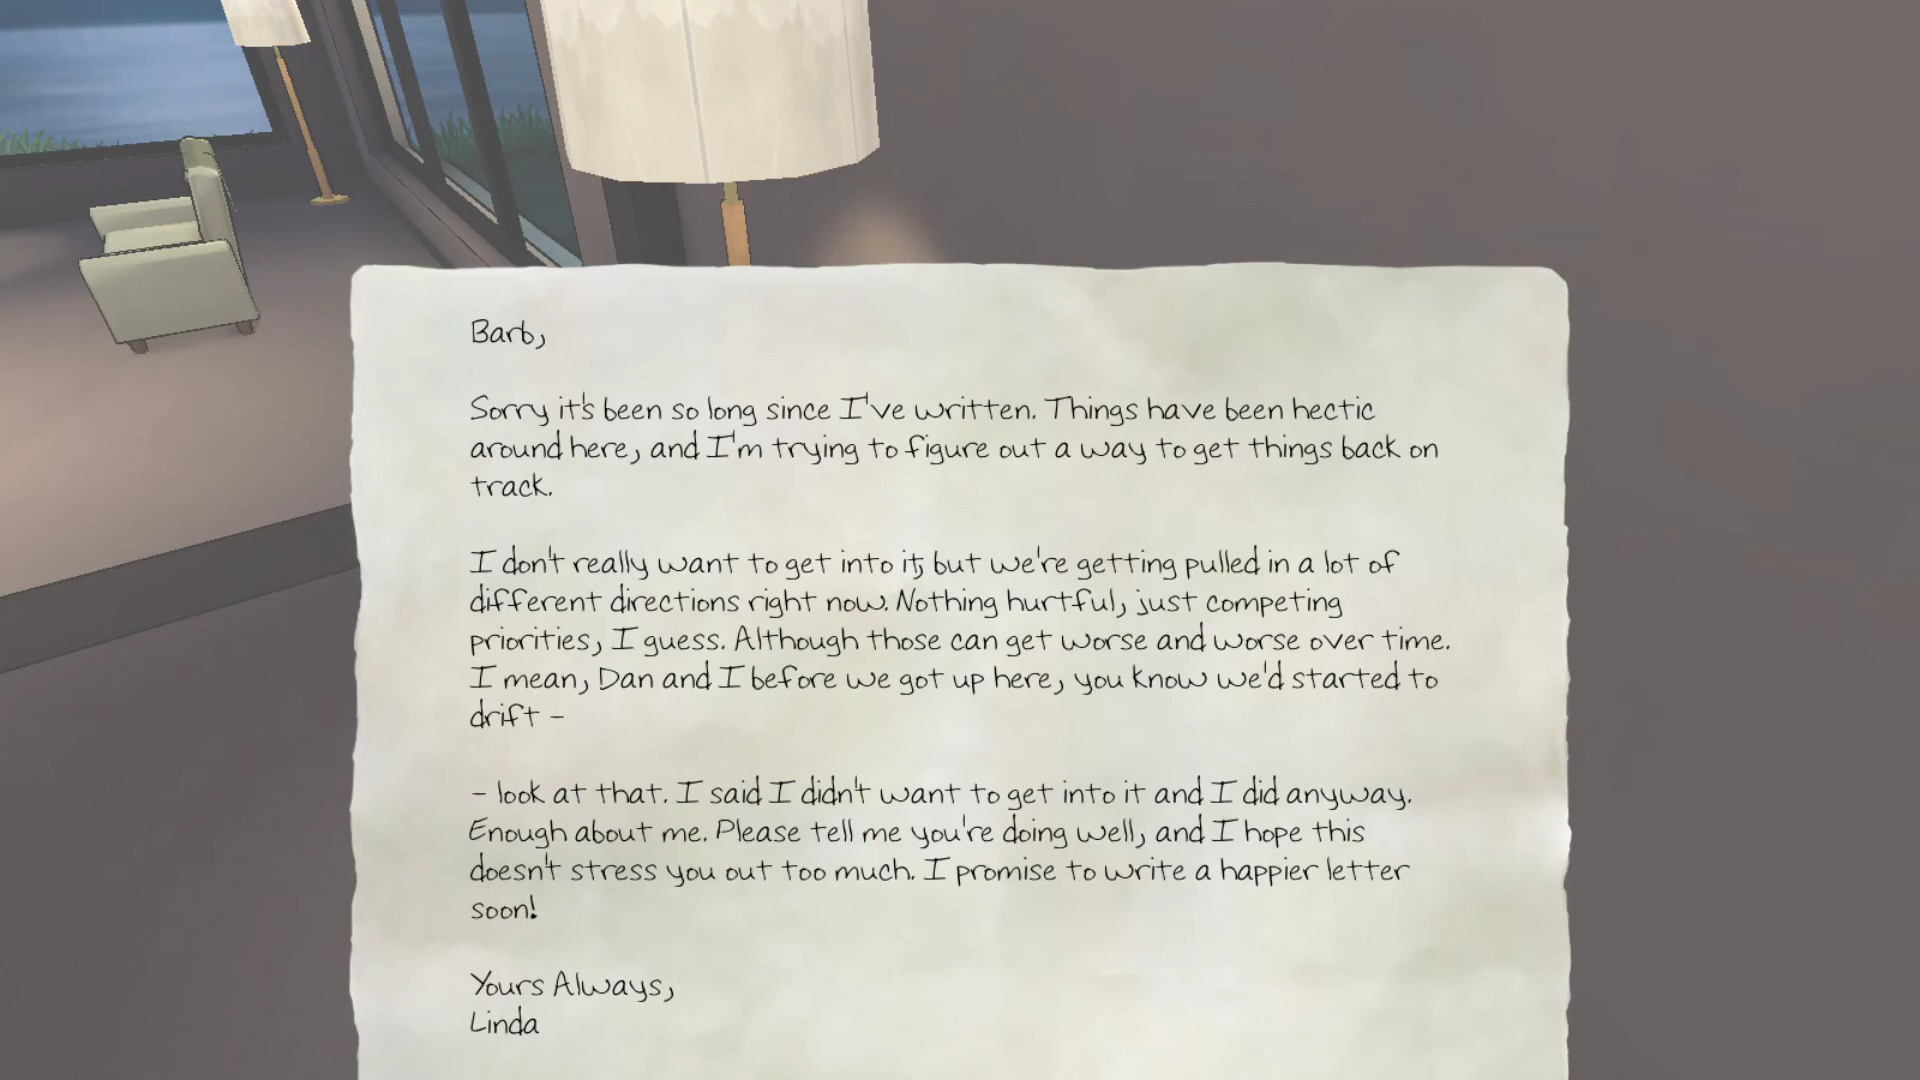 Barb,
Sorry it's been so long since I've written. Things have been hectic
around here, and I'm trying to figure out a way to get things back on
track.
I don't really want to get into it, but we're getting pulled in a lot of
different directions right now. Nothing hurtful, just competing
priorities, I guess. Although those can get worse and worse over time.
I mean, Dan and I before we got up here, you know we'd started to
drift -
- look at that. I said I didn't want to get into it and I did anyway.
Enough about me. Please tell me you're doing well, and I hope this
doesn't stress you out too much. I promise to write a happier letter
soon!
Yours Always,
Linda